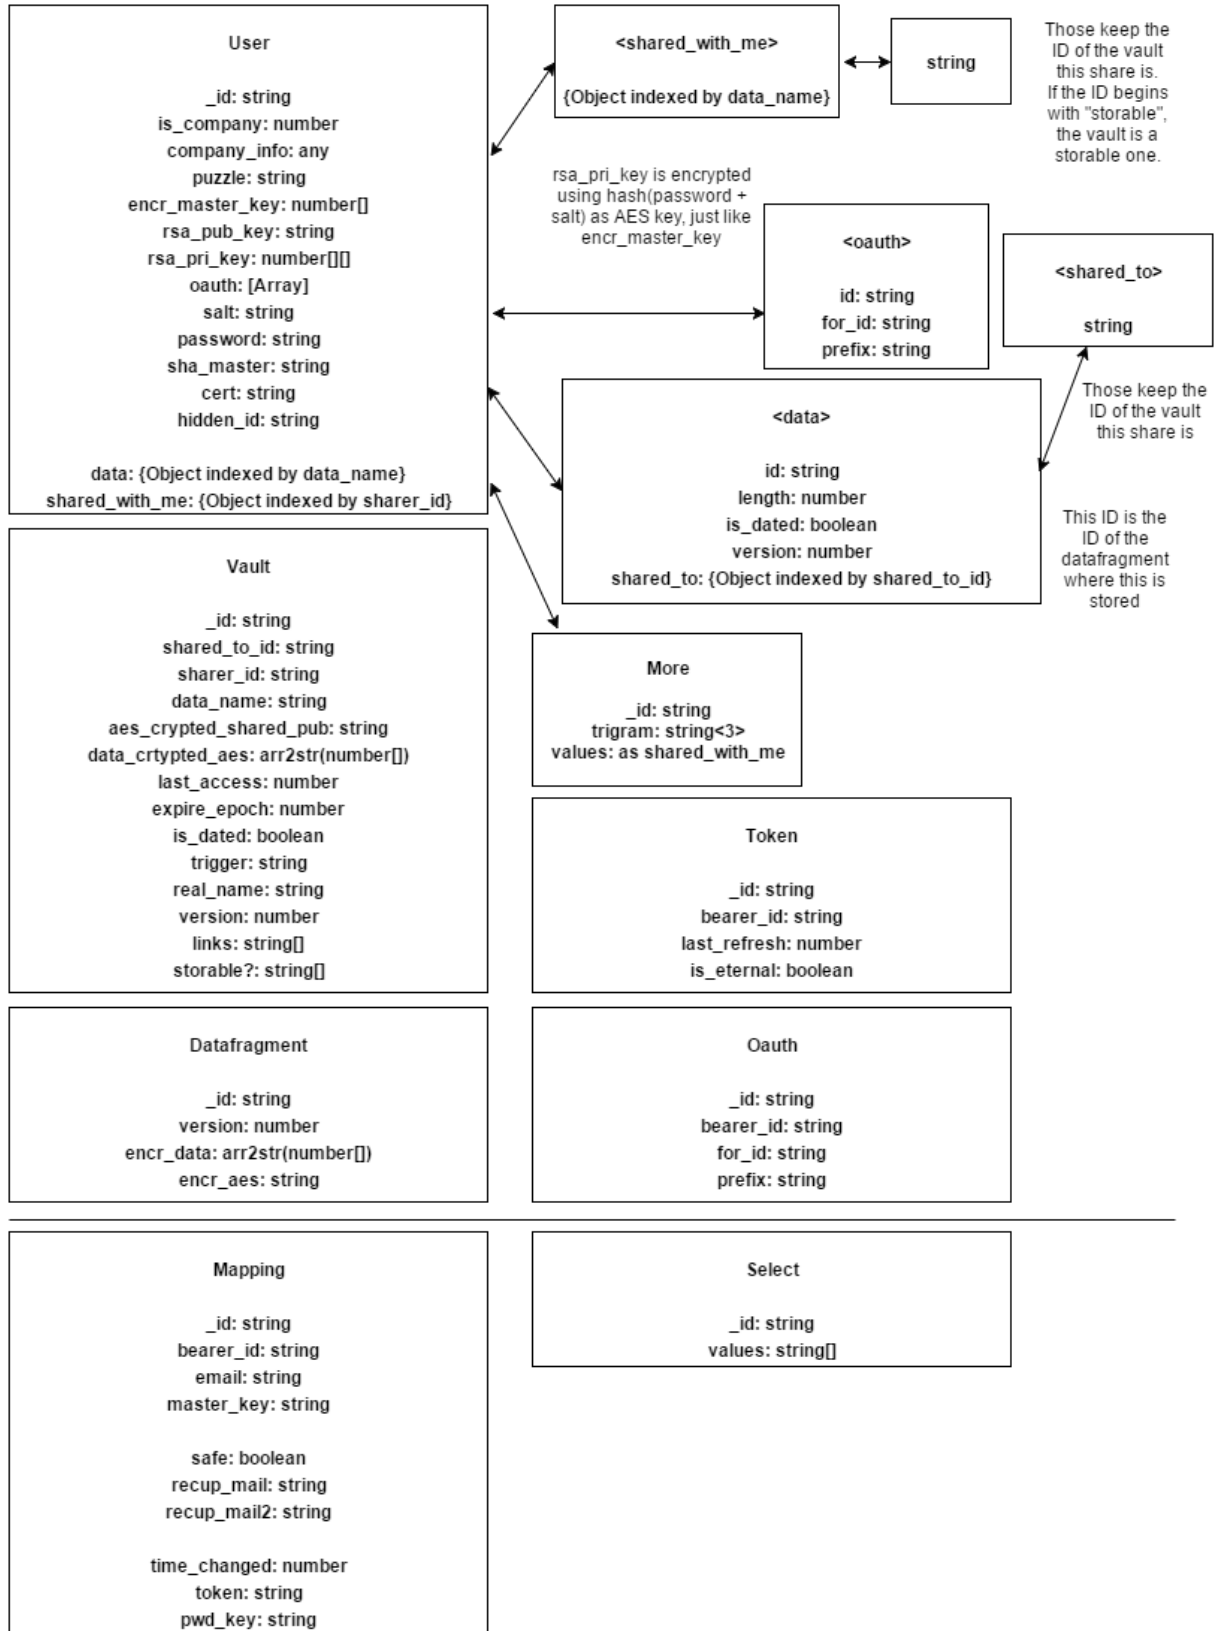 User
_id: string
is_company: number
company_info: any
puzzle: string
encr_master_key: number[]
rsa_pub_key: string
rsa_pri_key: number[][]
oauth: [Array]
salt: string
password: string
sha_master: string
cert: string
hidden_id: string
data: {Object indexed by data_name}
shared_with_me: {Object indexed by sharer_id}
<shared_with_me>
{Object indexed by data_name}
string
Those keep the
ID of the vault
this share is.
If the ID begins
with "storable",
the vault is a
storable one.
rsa_pri_key is encrypted
using hash(password +
salt) as AES key, just like
encr_master_key
<oauth>
id: string
for_id: string
prefix: string
<shared_to>
string
Those keep the
ID of the vault
this share is
<data>
id: string
length: number
is_dated: boolean
version: number
shared_to: {Object indexed by shared_to_id}
This ID is the
ID of the
datafragment
where this is
stored
Vault
_id: string
shared_to_id: string
sharer_id: string
data_name: string
aes_crypted_shared_pub: string
data_crtypted_aes: arr2str(number[])
last_access: number
expire_epoch: number
is_dated: boolean
trigger: string
real_name: string
version: number
links: string[]
storable?: string[]
More
_id: string
trigram: string<3>
values: as shared_with_me
Token
_id: string
bearer_id: string
last_refresh: number
is_eternal: boolean
Datafragment
_id: string
version: number
encr_data: arr2str(number[])
encr_aes: string
Oauth
_id: string
bearer_id: string
for_id: string
prefix: string
Mapping
_id: string
bearer_id: string
email: string
master_key: string
safe: boolean
recup_mail: string
recup_mail2: string
time_changed: number
token: string
pwd_key: string
Select
_id: string
values: string[]